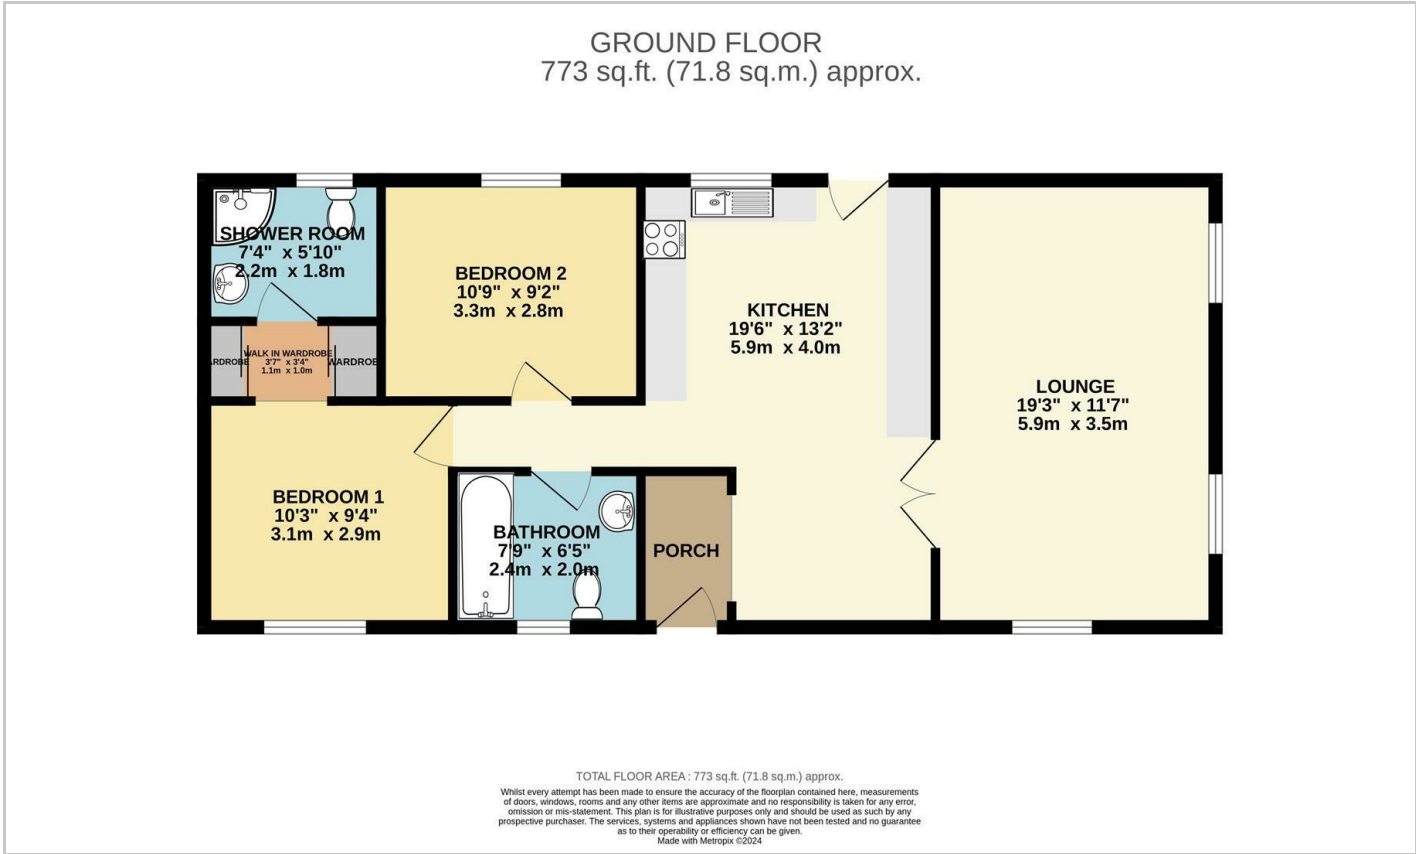 GROUND FLOOR
773 sq.ft. (71.8 sq.m.) approx.
SHOWER ROOM
7'4" x 5'10"
2.2m x 1.8m
BEDROOM 2
10'9" x 9'2"
3.3m x 2.8m
KITCHEN
19'6" x 13'2"
5.9m x 4.0m
LOUNGE
19'3" x 11'7"
5.9m x 3.5m
ARDROBE
WALK IN WARDROBE
3'7" x 3'4"
1.1m x 1.0m
WARDROBE
BEDROOM 1
10'3" x 9'4"
3.1m x 2.9m
BATHROOM
7'9" x 6'5"
2.4m x 2.0m
PORCH
TOTAL FLOOR AREA : 773 sq.ft. (71.8 sq.m.) approx.
Whilst every attempt has been made to ensure the accuracy of the floorplan contained here, measurements
of doors, windows, rooms and any other items are approximate and no responsibility is taken for any error,
omission or mis-statement. This plan is for illustrative purposes only and should be used as such by any
prospective purchaser. The services, systems and appliances shown have not been tested and no guarantee
as to their operability or efficiency can be given.
Made with Metropix ©2024